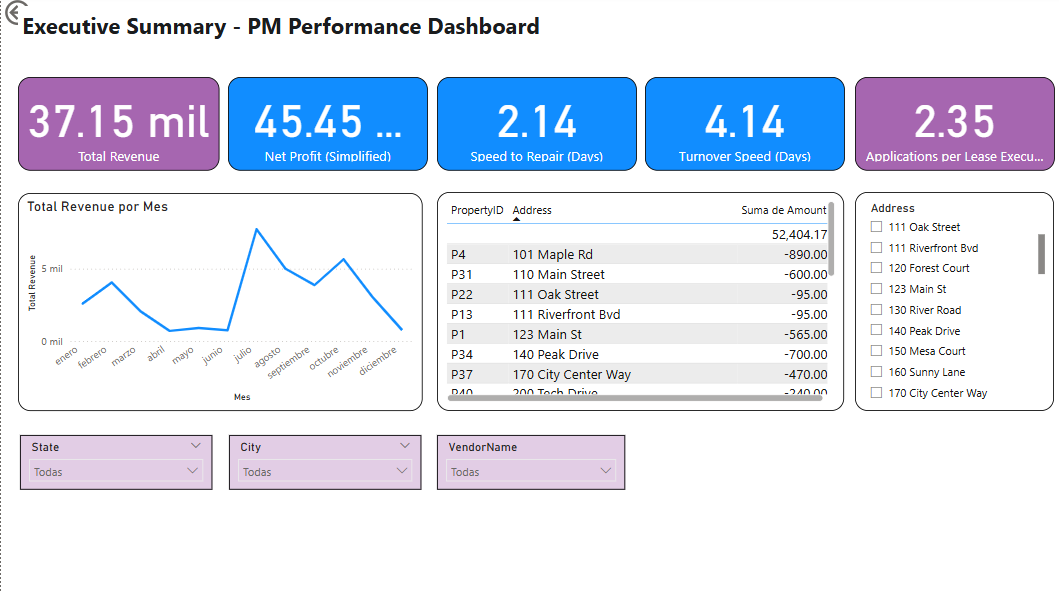 Executive Summary - PM Performance Dashboard
37.15 mil
Total Revenue
45.45 ...
Net Profit (Simplified)
2.14
Speed to Repair (Days)
4.14
Turnover Speed (Days)
2.35
Applications per Lease Execu...
Total Revenue por Mes
Total Revenue
5 mil
0 mil
enero
febrero
marzo
abril
mayo
junio
julio
agosto
septiembre
octubre
noviembre
diciembre
Mes
PropertyID Address Suma de Amount
52,404.17
P4 101 Maple Rd -890.00
P31 110 Main Street -600.00
P22 111 Oak Street -95.00
P13 111 Riverfront Bvd -95.00
P1 123 Main St -565.00
P34 140 Peak Drive -700.00
P37 170 City Center Way -470.00
P40 200 Tech Drive -240.00
Address
111 Oak Street
111 Riverfront Bvd
120 Forest Court
123 Main St
130 River Road
140 Peak Drive
150 Mesa Court
160 Sunny Lane
170 City Center Way
State
Todas
City
Todas
VendorName
Todas